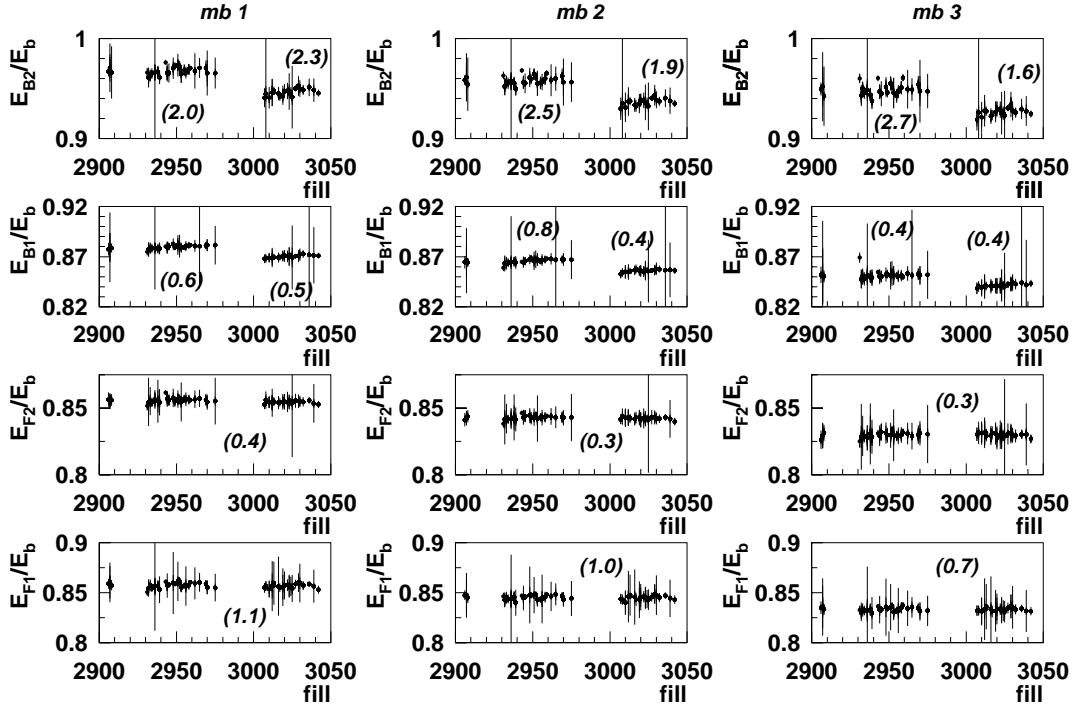 mb 1 mb 2 mb 3
E_B2/E_b 1 0.9 (2.0) (2.3) 2900 2950 3000 3050 fill
E_B2/E_b 1 0.9 (2.5) (1.9) 2900 2950 3000 3050 fill
E_B2/E_b 1 0.9 (2.7) (1.6) 2900 2950 3000 3050 fill
E_B1/E_b 0.92 0.87 0.82 (0.6) (0.5) 2900 2950 3000 3050 fill
E_B1/E_b 0.92 0.87 0.82 (0.8) (0.4) 2900 2950 3000 3050 fill
E_B1/E_b 0.92 0.87 0.82 (0.4) (0.4) 2900 2950 3000 3050 fill
E_F2/E_b 0.85 0.8 (0.4) 2900 2950 3000 3050 fill
E_F2/E_b 0.85 0.8 (0.3) 2900 2950 3000 3050 fill
E_F2/E_b 0.85 0.8 (0.3) 2900 2950 3000 3050 fill
E_F1/E_b 0.9 0.85 0.8 (1.1) 2900 2950 3000 3050 fill
E_F1/E_b 0.9 0.85 0.8 (1.0) 2900 2950 3000 3050 fill
E_F1/E_b 0.9 0.85 0.8 (0.7) 2900 2950 3000 3050 fill